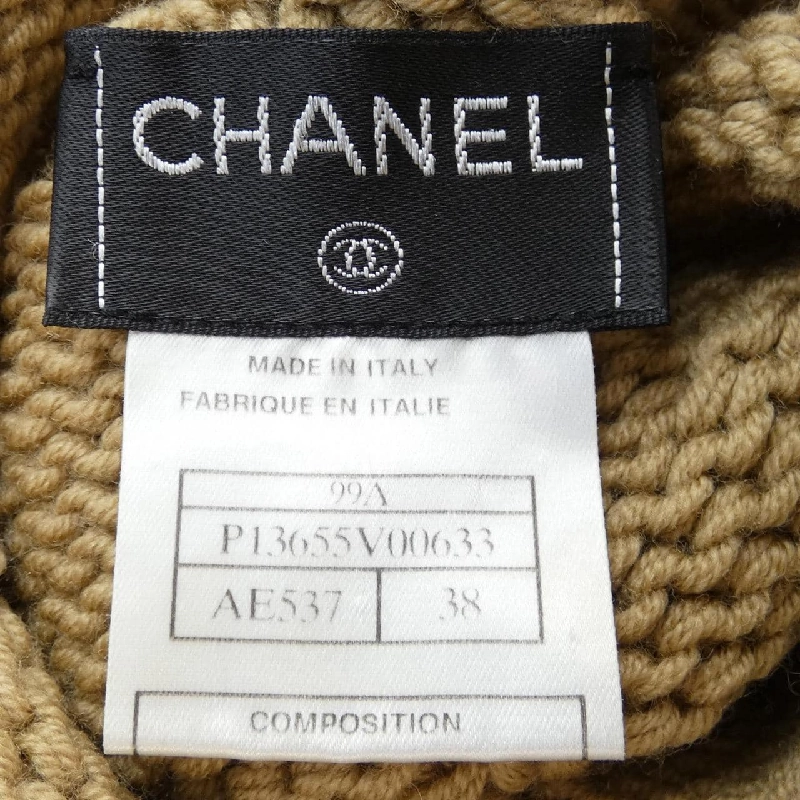 CHANEL
MADE IN ITALY
FABRIQUE EN ITALIE
99A
P13655V00633
AE537 38
COMPOSITION